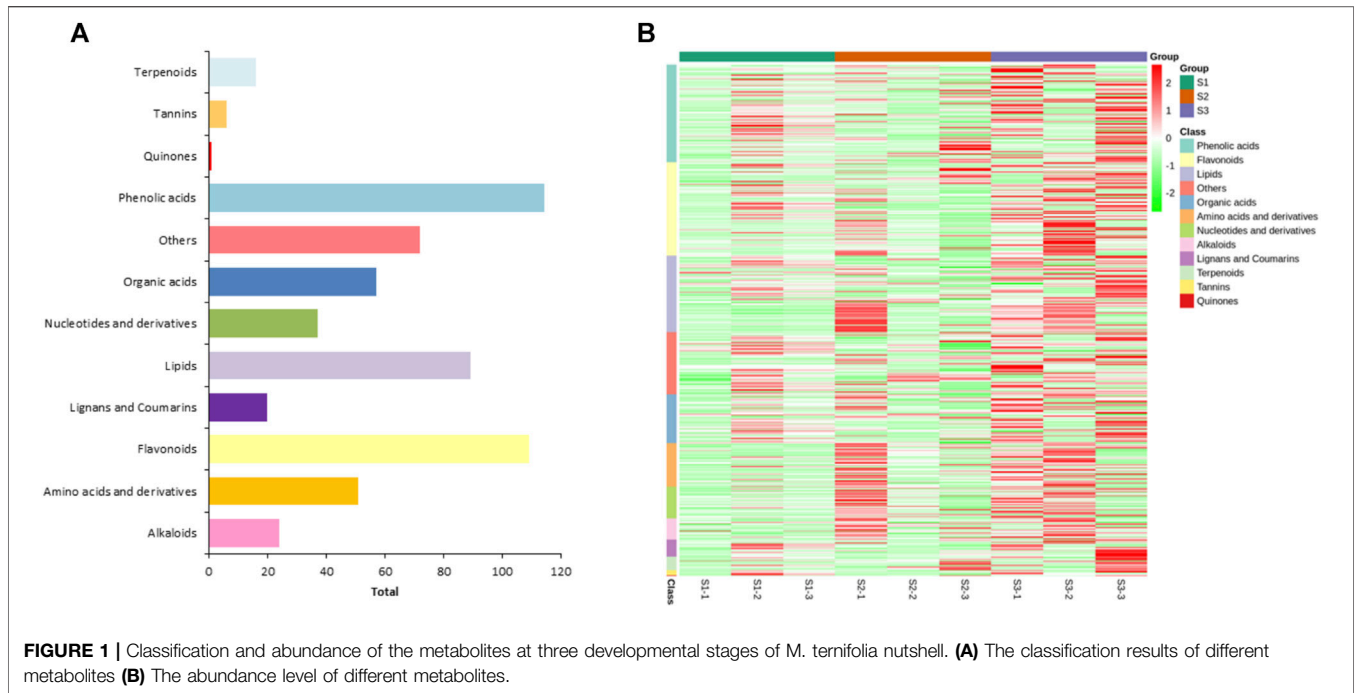 A
Terpenoids
Tannins
Quinones
Phenolic acids
Others
Organic acids
Nucleotides and derivatives
Lipids
Lignans and Coumarins
Flavonoids
Amino acids and derivatives
Alkaloids
0 20 40 60 80 100 120
Total
B
Group
2
1
0
-1
-2
Group
S1
S2
S3
Class
Phenolic acids
Flavonoids
Lipids
Others
Organic acids
Amino acids and derivatives
Nucleotides and derivatives
Alkaloids
Lignans and Coumarins
Terpenoids
Tannins
Quinones
Class
S1-1
S1-2
S1-3
S2-1
S2-2
S2-3
S3-1
S3-2
S3-3
FIGURE 1 | Classification and abundance of the metabolites at three developmental stages of M. ternifolia nutshell. (A) The classification results of different
metabolites (B) The abundance level of different metabolites.